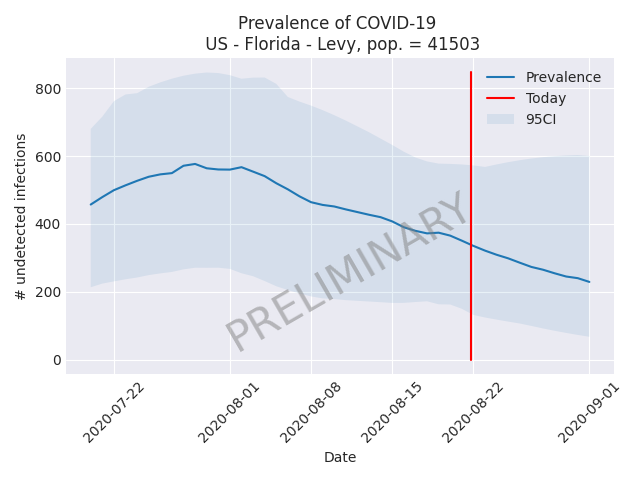 Prevalence of COVID-19
US - Florida - Levy, pop. = 41503
Prevalence
Today
95CI
# undetected infections
800
600
400
200
0
PRELIMINARY
2020-07-22
2020-08-01
2020-08-08
2020-08-15
2020-08-22
2020-09-01
Date